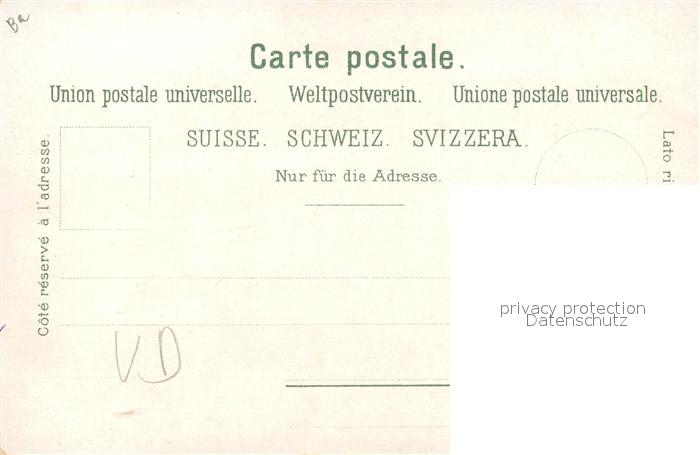 Ba
Carte postale.
Union postale universelle. Weltpostverein. Unione postale universale.
SUISSE. SCHWEIZ. SVIZZERA.
Nur für die Adresse.
Côté réservé à l'adresse.
Lato
VD
privacy protection
Datenschutz